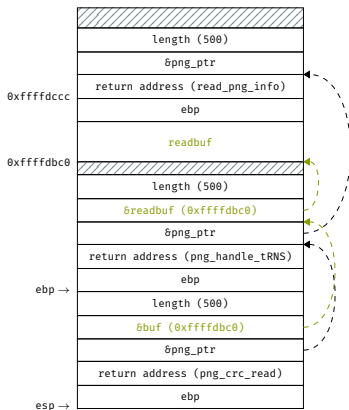 length (500)
&png_ptr
return address (read_png_info)
0xffffdccc
ebp
readbuf
0xffffdbc0
length (500)
&readbuf (0xffffdbc0)
&png_ptr
return address (png_handle_tRNS)
ebp
ebp →
length (500)
&buf (0xffffdbc0)
&png_ptr
return address (png_crc_read)
ebp
esp →